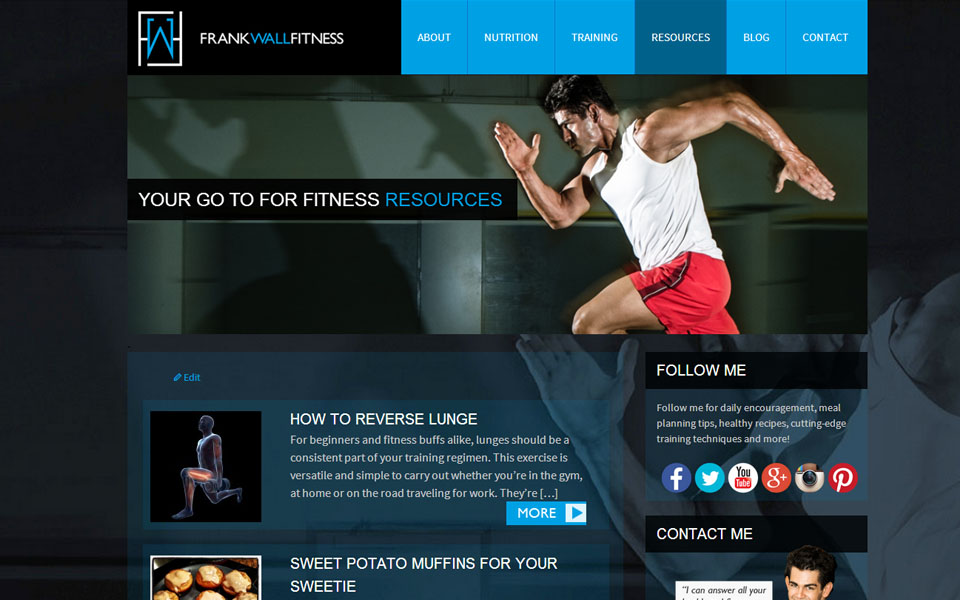 FRANKWALLFITNESS
ABOUT
NUTRITION
TRAINING
RESOURCES
BLOG
CONTACT
YOUR GO TO FOR FITNESS RESOURCES
Edit
HOW TO REVERSE LUNGE
For beginners and fitness buffs alike, lunges should be a
consistent part of your training regimen. This exercise is
versatile and simple to carry out whether you're in the gym,
at home or on the road traveling for work. They're [...]
MORE
SWEET POTATO MUFFINS FOR YOUR
SWEETIE
FOLLOW ME
Follow me for daily encouragement, meal
planning tips, healthy recipes, cutting-edge
training techniques and more!
You
Tube
CONTACT ME
"I can answer all your